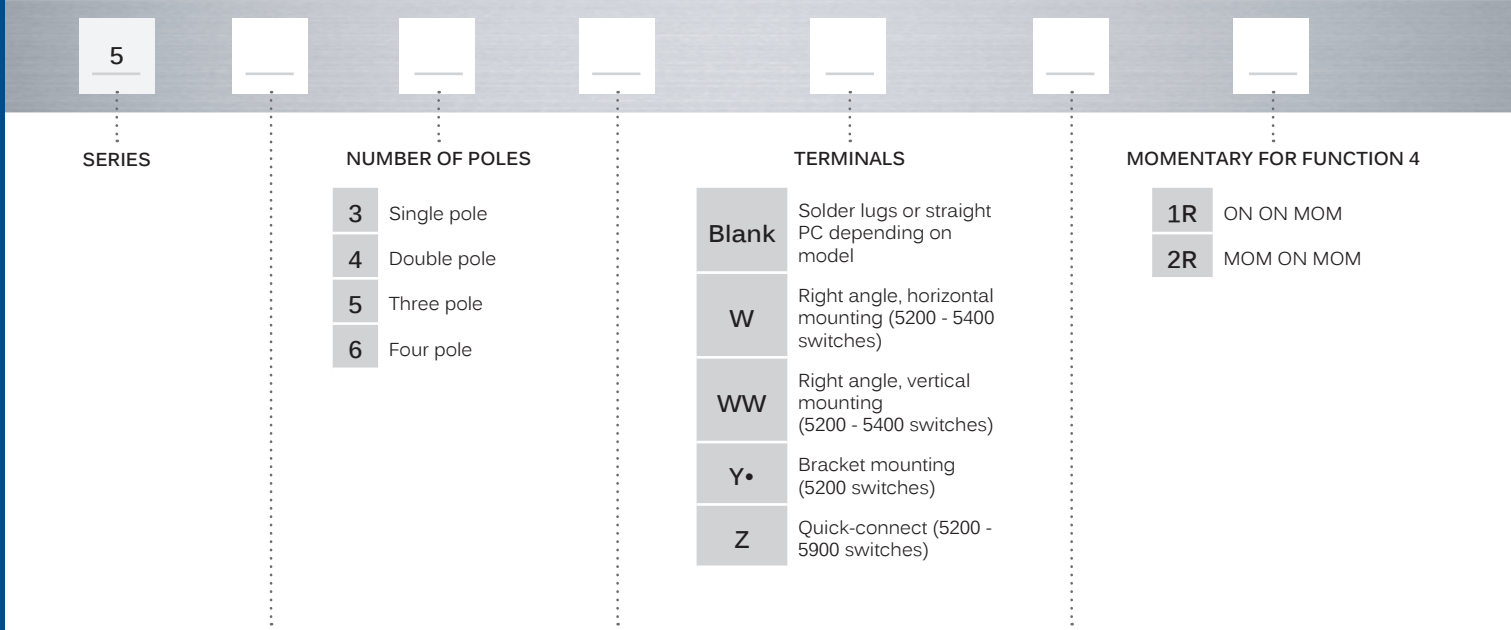 5
SERIES
NUMBER OF POLES
3 Single pole
4 Double pole
5 Three pole
6 Four pole
TERMINALS
Blank
Solder lugs or straight
PC depending on
model
W
Right angle, horizontal
mounting (5200 - 5400
switches)
WW
Right angle, vertical
mounting
(5200 - 5400 switches)
Y•
Bracket mounting
(5200 switches)
Z
Quick-connect (5200 -
5900 switches)
MOMENTARY FOR FUNCTION 4
1R ON ON MOM
2R MOM ON MOM